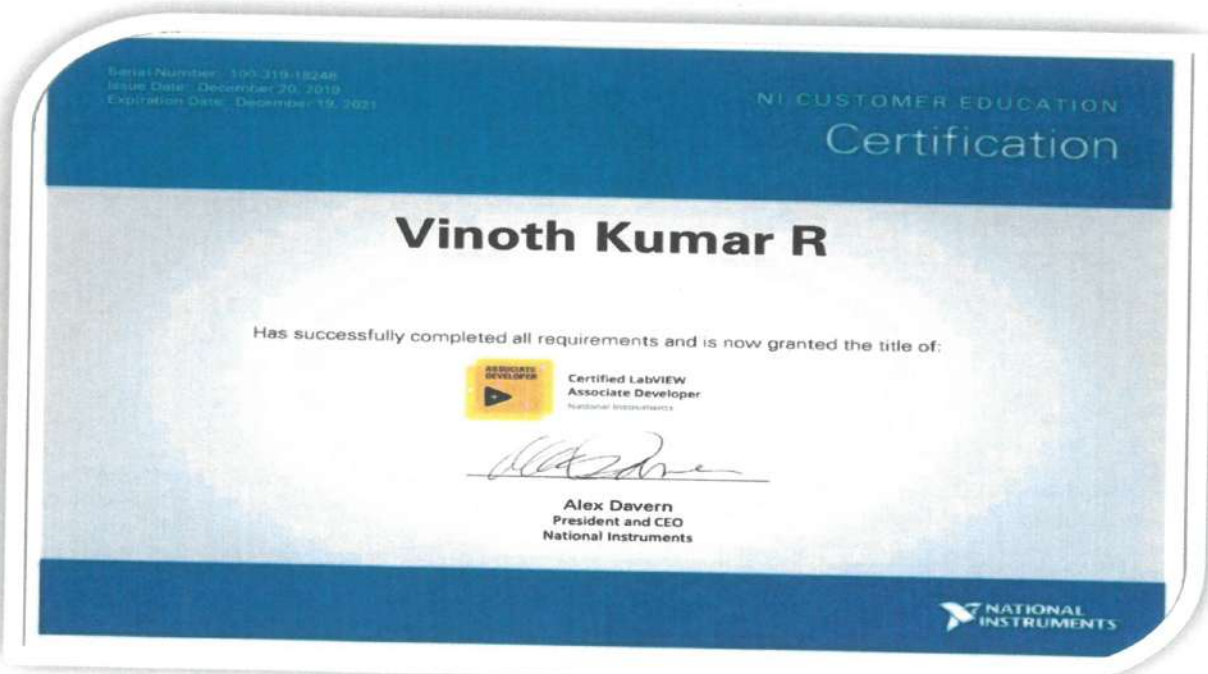 Serial Number: 100-319-18248
Issue Date: December 20, 2019
Expiration Date: December 19, 2021
NI CUSTOMER EDUCATION
Certification
Vinoth Kumar R
Has successfully completed all requirements and is now granted the title of:
ASSOCIATE
DEVELOPER
Certified LabVIEW
Associate Developer
National Instruments
Alex Davern
President and CEO
National Instruments
NATIONAL
INSTRUMENTS